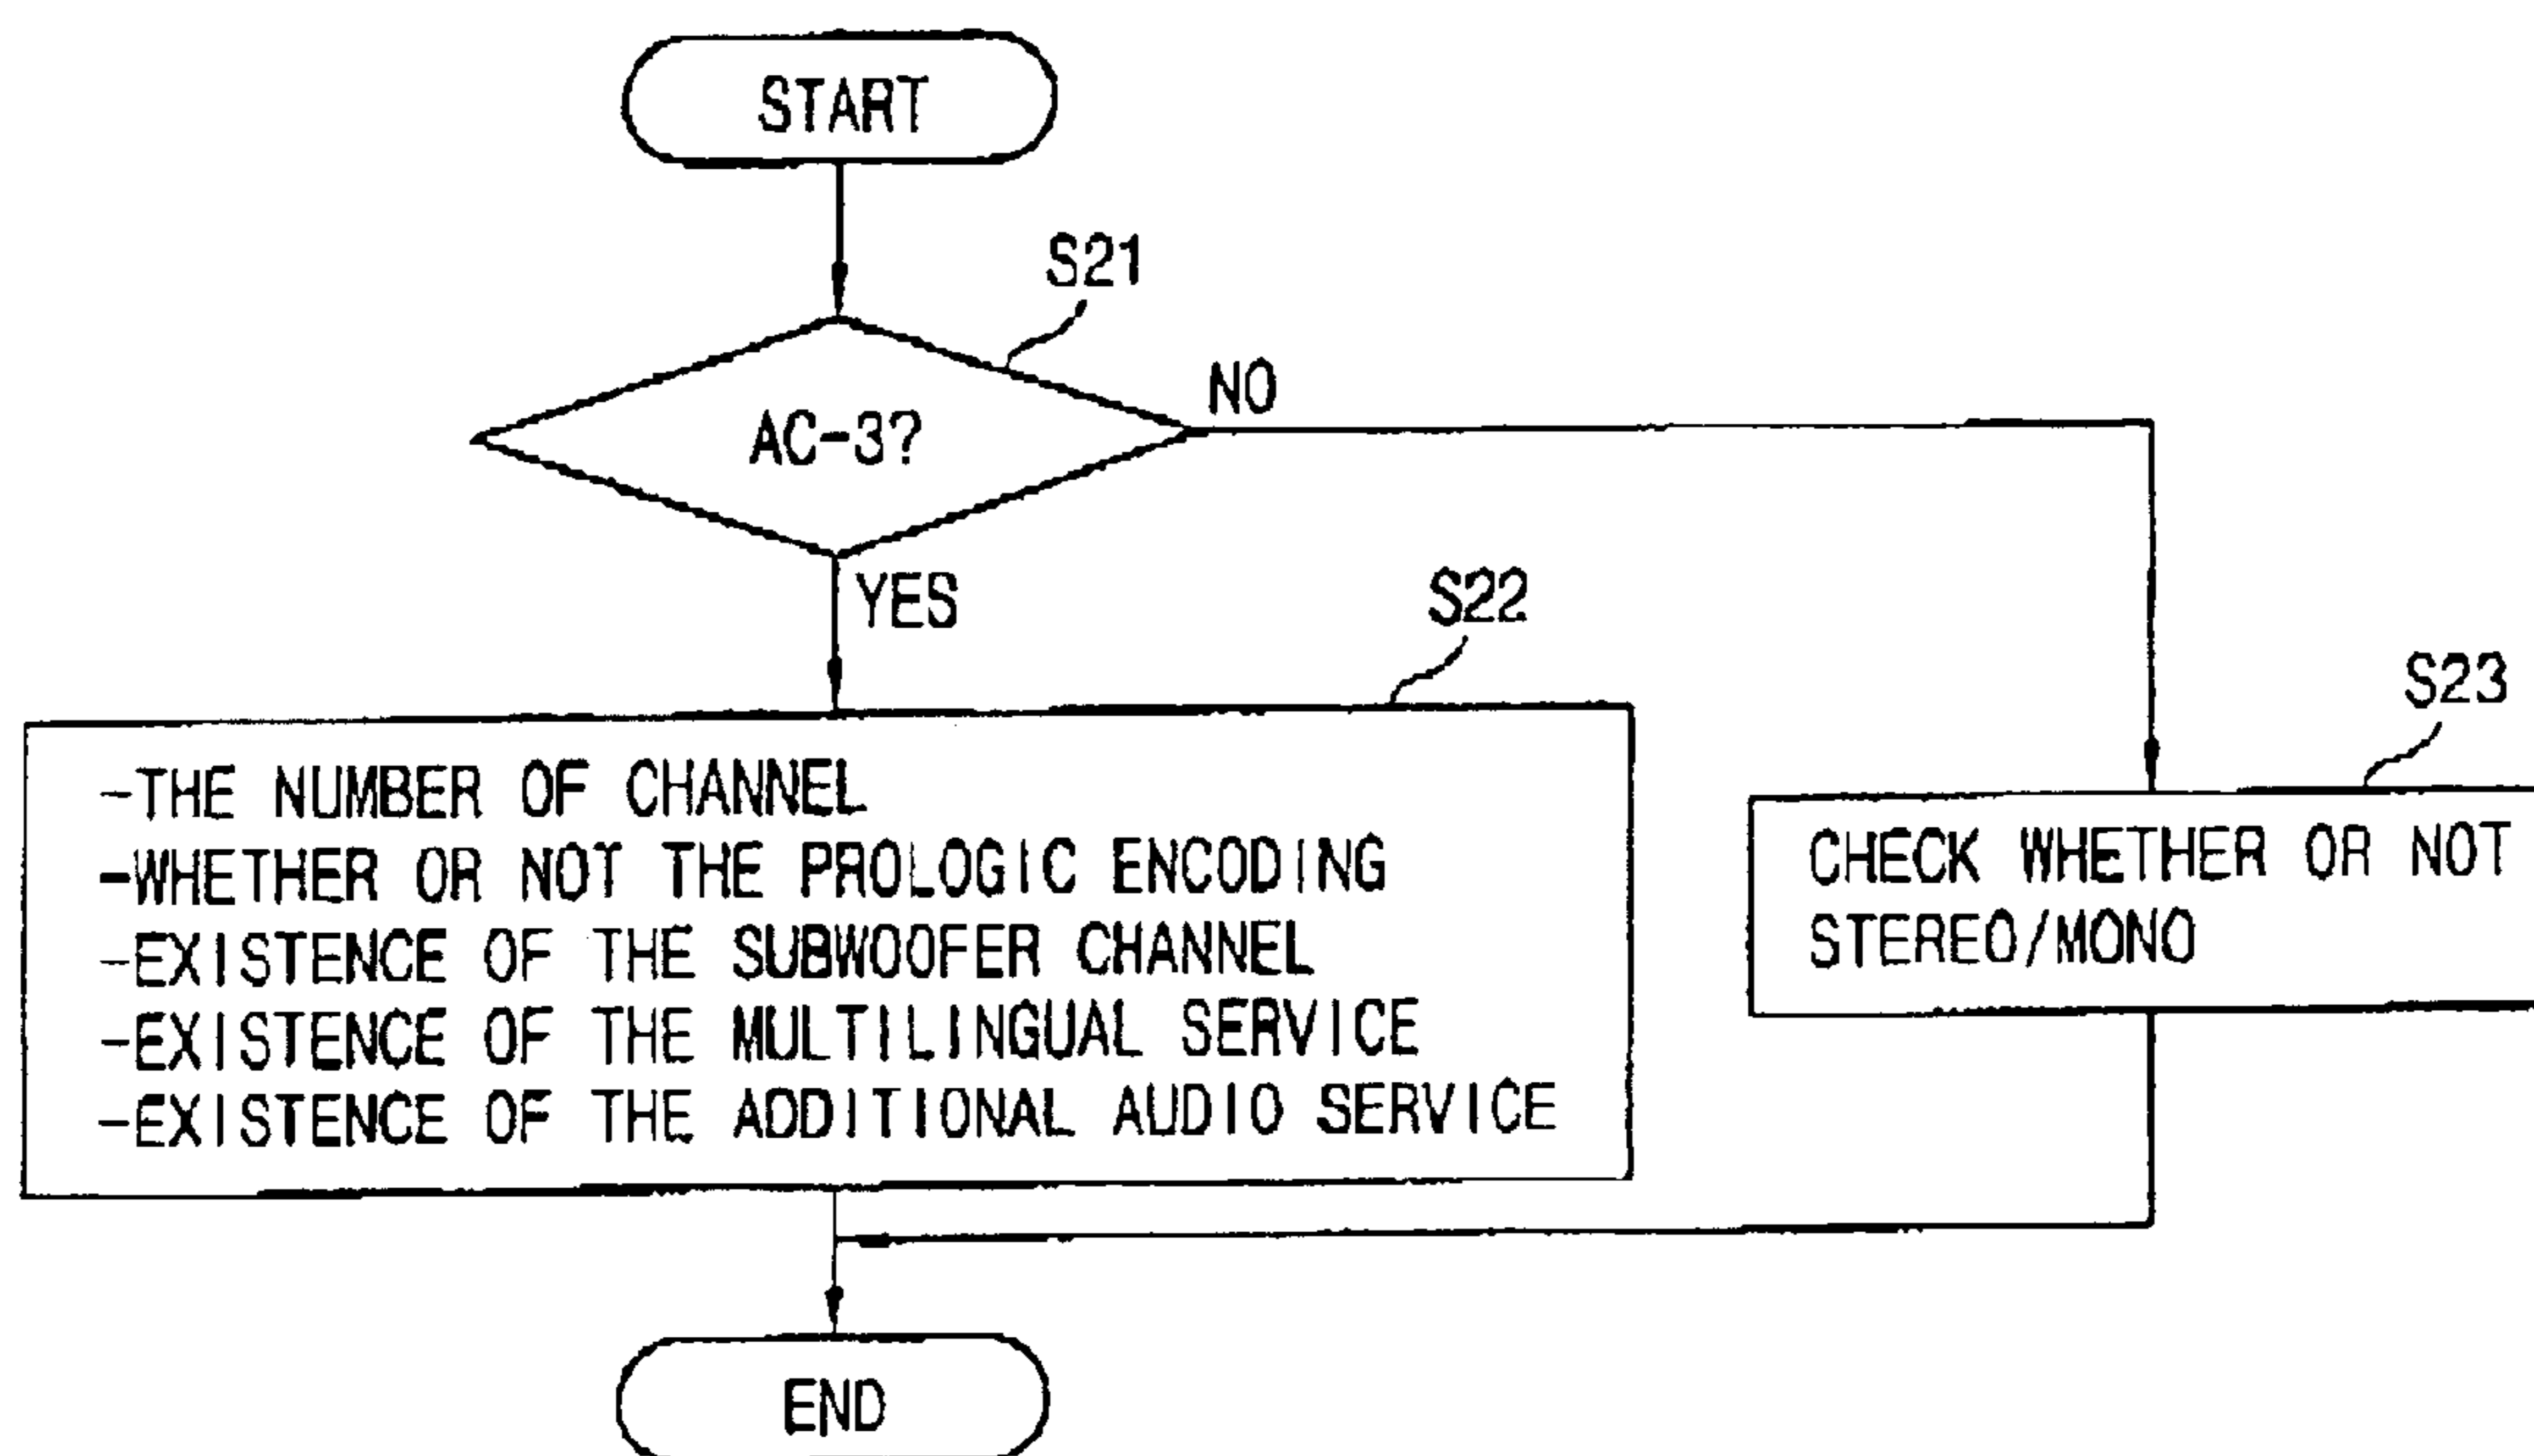 START
S21
NO
AC-3?
YES
S22
S23
-THE NUMBER OF CHANNEL
-WHETHER OR NOT THE PROLOGIC ENCODING
-EXISTENCE OF THE SUBWOOFER CHANNEL
-EXISTENCE OF THE MULTILINGUAL SERVICE
-EXISTENCE OF THE ADDITIONAL AUDIO SERVICE
CHECK WHETHER OR NOT
STEREO/MONO
END